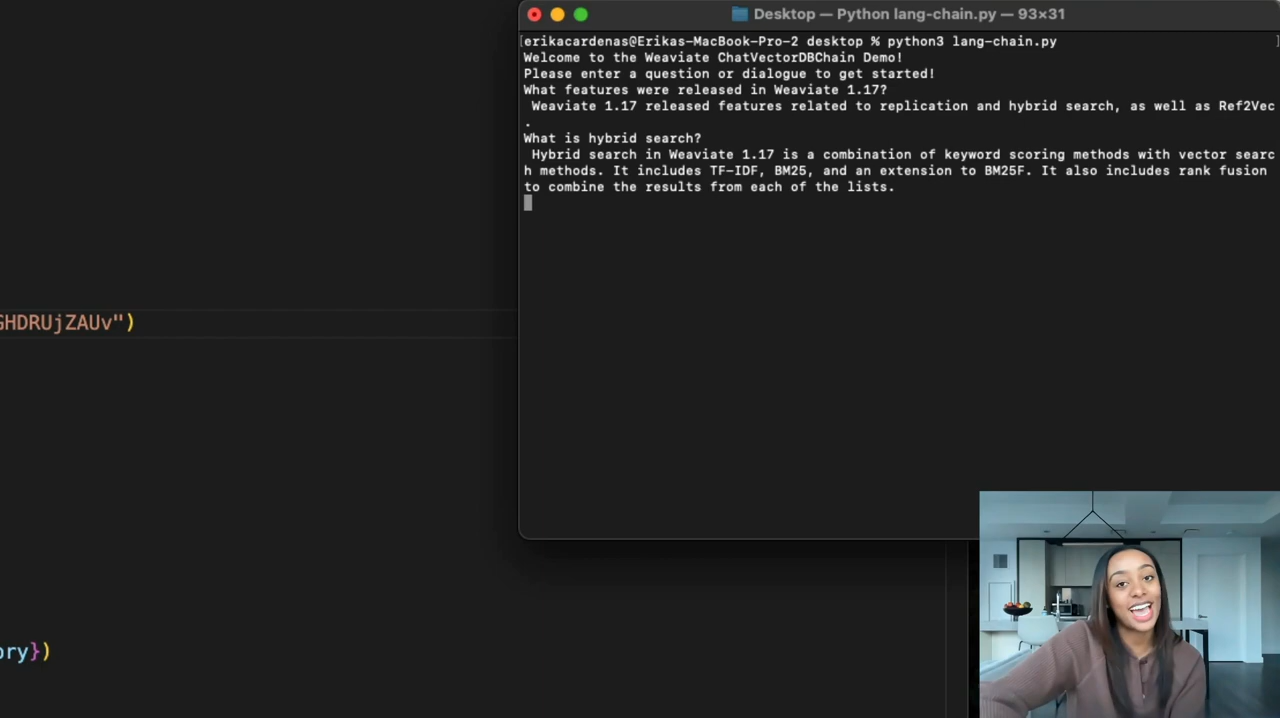 Desktop — Python lang-chain.py — 93×31
[erikacardenas@Erikas-MacBook-Pro-2 desktop % python3 lang-chain.py ]
Welcome to the Weaviate ChatVectorDBChain Demo!
Please enter a question or dialogue to get started!
What features were released in Weaviate 1.17?
Weaviate 1.17 released features related to replication and hybrid search, as well as Ref2Vec
.
What is hybrid search?
Hybrid search in Weaviate 1.17 is a combination of keyword scoring methods with vector searc
h methods. It includes TF-IDF, BM25, and an extension to BM25F. It also includes rank fusion
to combine the results from each of the lists.
GHDRUjZAUv")
ory})